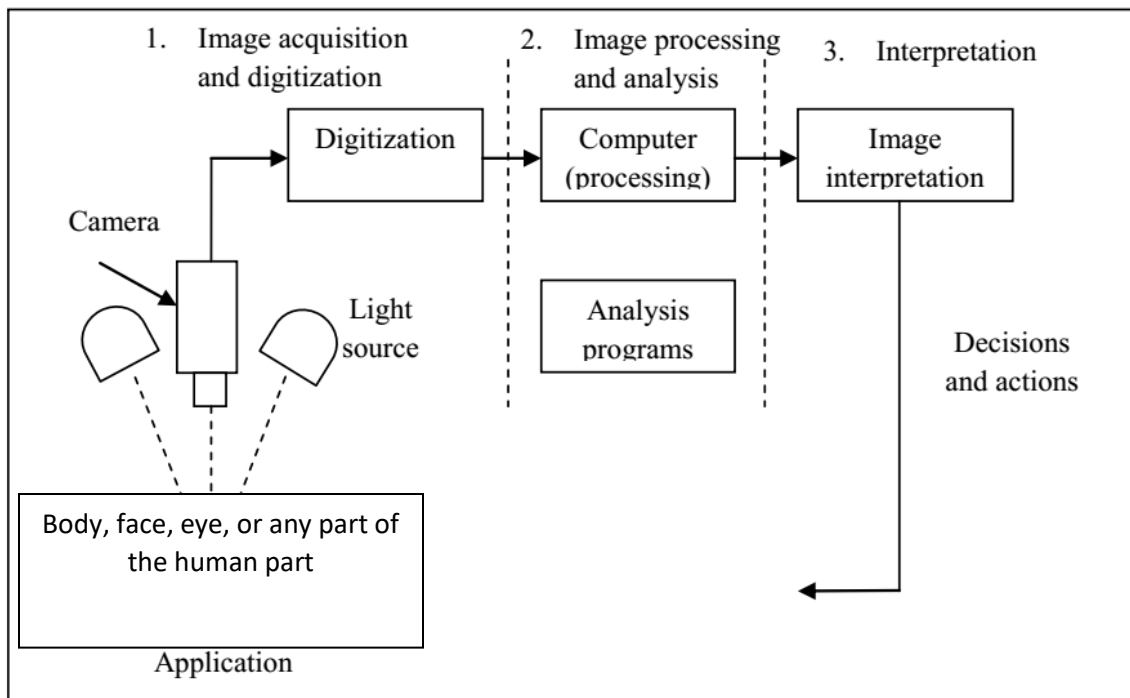 1. Image acquisition
and digitization
2. Image processing
and analysis
3. Interpretation
Digitization
Computer
(processing)
Image
interpretation
Camera
Light
source
Analysis
programs
Decisions
and actions
Body, face, eye, or any part of
the human part
Application